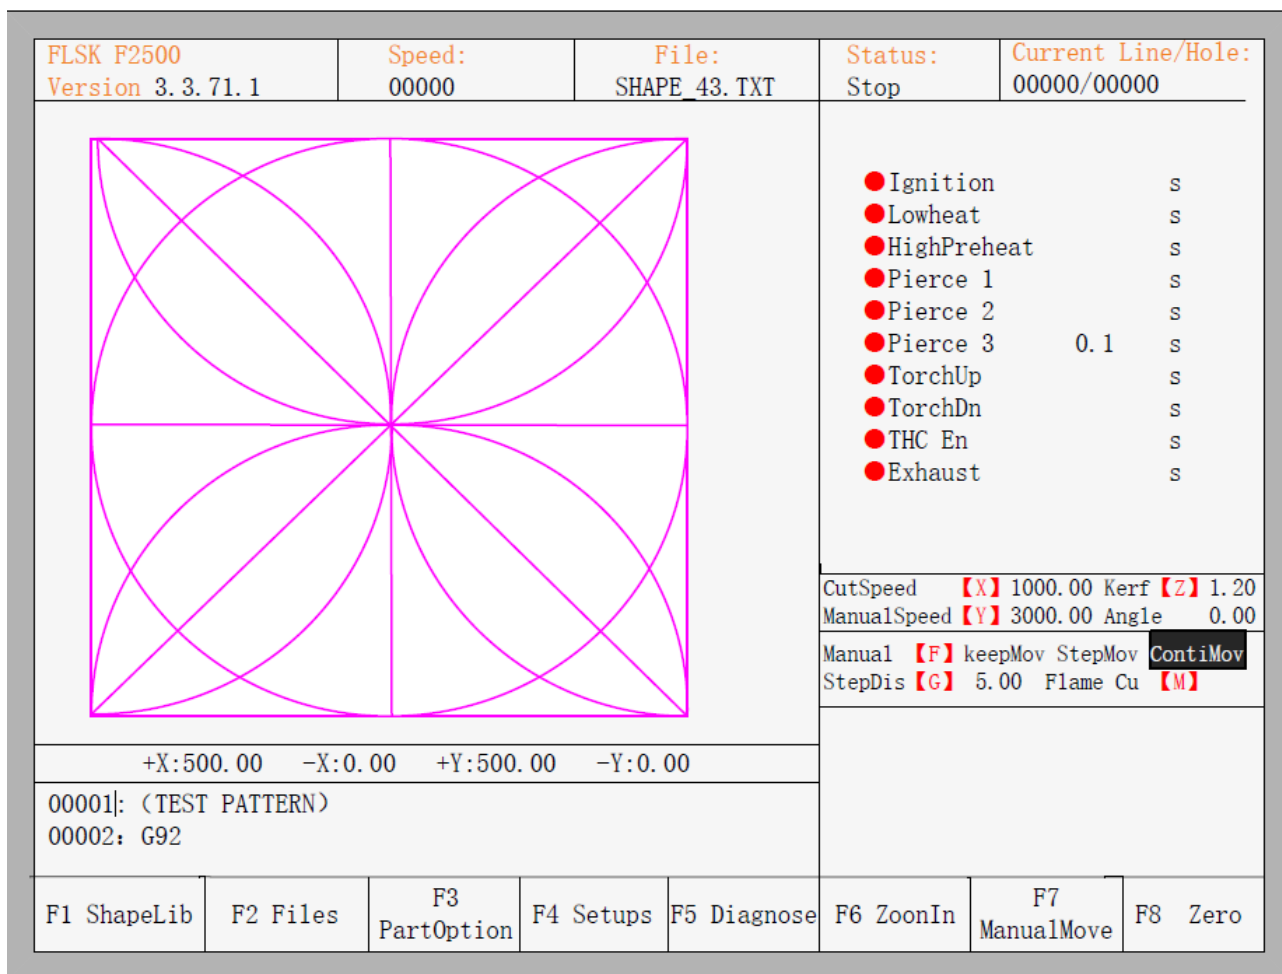 FLSK F2500
Version 3.3.71.1
Speed:
00000
File:
SHAPE_43.TXT
Status:
Stop
Current Line/Hole:
00000/00000
Ignition s
Lowheat s
HighPreheat s
Pierce 1 s
Pierce 2 s
Pierce 3 0.1 s
TorchUp s
TorchDn s
THC En s
Exhaust s
CutSpeed 【X】 1000.00 Kerf 【Z】 1.20
ManualSpeed 【Y】 3000.00 Angle 0.00
Manual 【F】 keepMov StepMov ContiMov
StepDis 【G】 5.00 Flame Cu 【M】
+X:500.00 -X:0.00 +Y:500.00 -Y:0.00
00001: (TEST PATTERN)
00002: G92
F1 ShapeLib
F2 Files
F3
PartOption
F4 Setups
F5 Diagnose
F6 ZoonIn
F7
ManualMove
F8 Zero